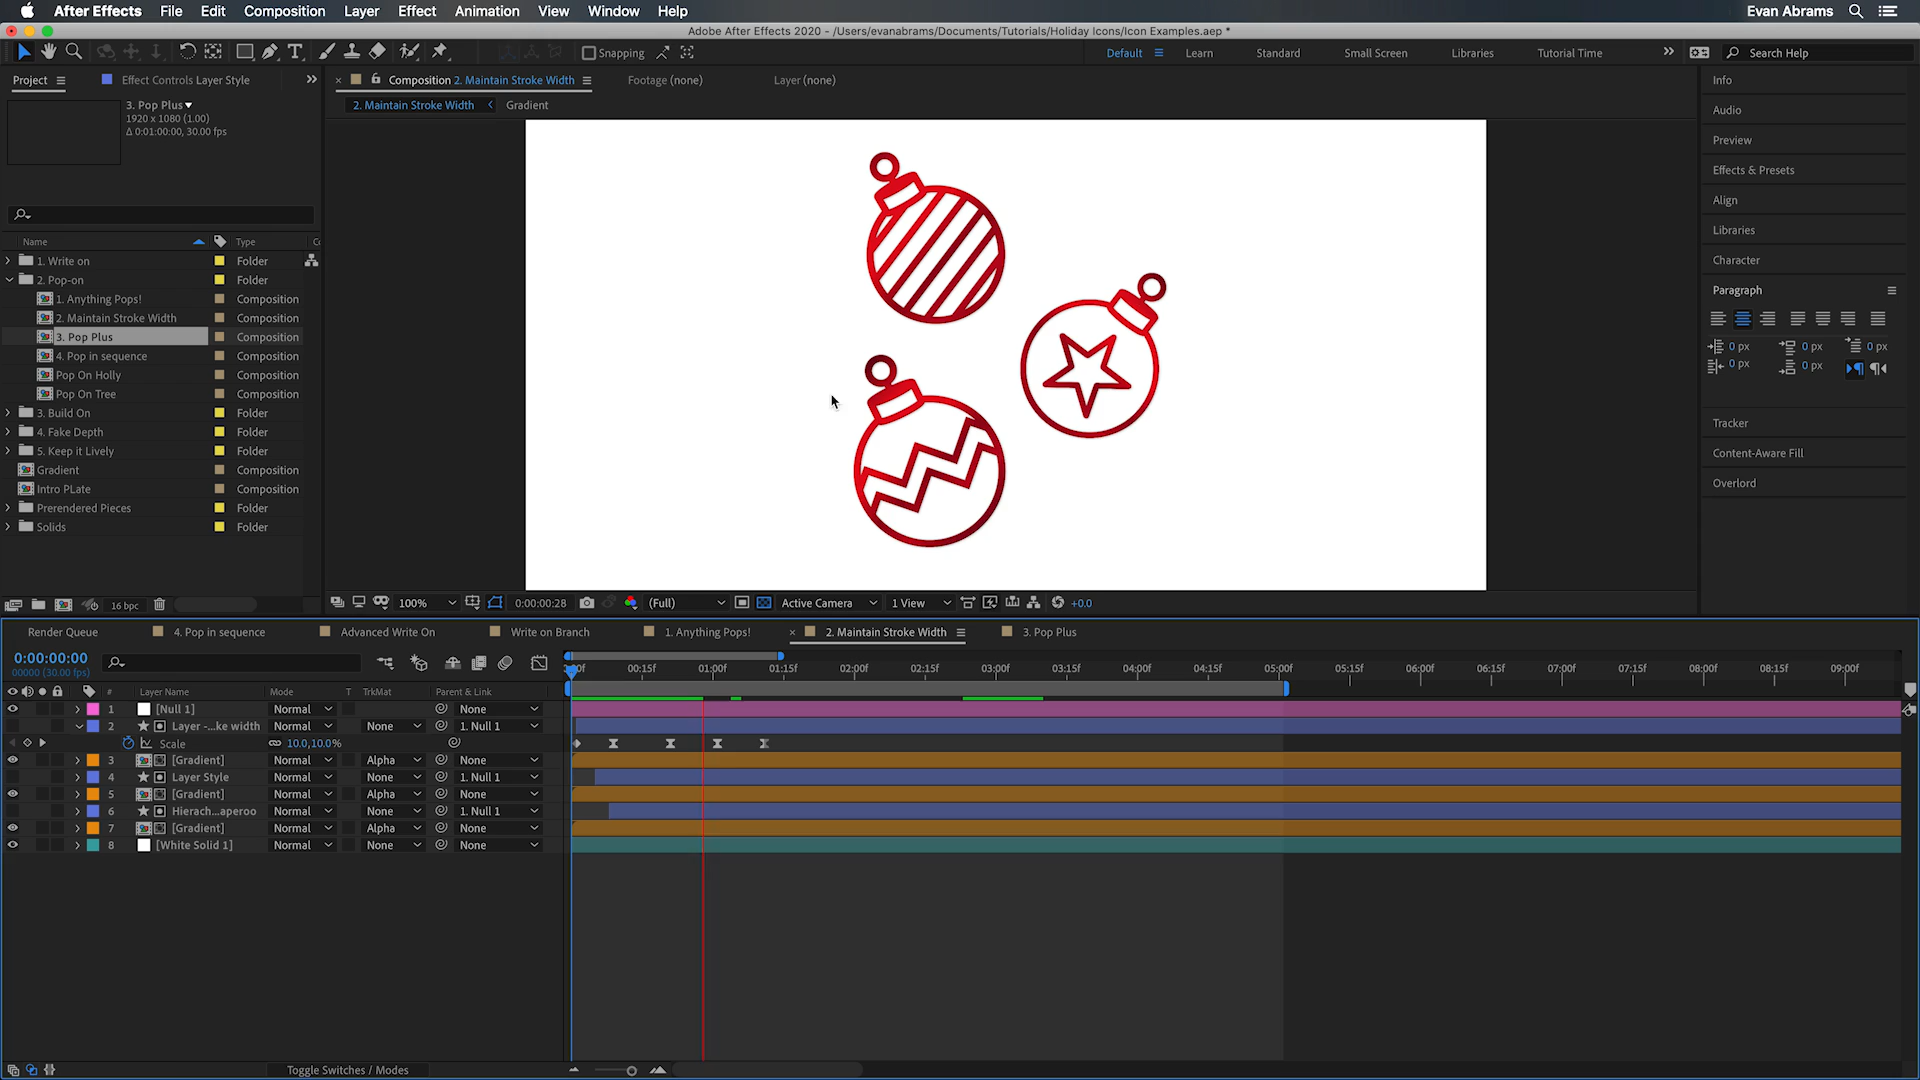 After Effects File Edit Composition Layer Effect Animation View Window Help Evan Abrams
Adobe After Effects 2020 - /Users/evanabrams/Documents/Tutorials/Holiday Icons/Icon Examples.aep *
Snapping Default Learn Standard Small Screen Libraries Tutorial Time Search Help
Project Effect Controls Layer Style Composition 2. Maintain Stroke Width Footage (none) Layer (none)
2. Maintain Stroke Width Gradient
3. Pop Plus
1920 x 1080 (1.00)
Δ 0:01:00:00, 30.00 fps
Name Type
1. Write on Folder
2. Pop-on Folder
1. Anything Pops! Composition
2. Maintain Stroke Width Composition
3. Pop Plus Composition
4. Pop in sequence Composition
Pop On Holly Composition
Pop On Tree Composition
3. Build On Folder
4. Fake Depth Folder
5. Keep it Lively Folder
Gradient Composition
Intro PLate Composition
Prerendered Pieces Folder
Solids Folder
16 bpc
Info
Audio
Preview
Effects & Presets
Align
Libraries
Character
Paragraph
0 px 0 px 0 px
0 px 0 px
Tracker
Content-Aware Fill
Overlord
100% 0:00:00:28 (Full) Active Camera 1 View +0.0
Render Queue 4. Pop in sequence Advanced Write On Write on Branch 1. Anything Pops! 2. Maintain Stroke Width 3. Pop Plus
0:00:00:00
00000 (30.00 fps)
00:15f 01:00f 01:15f 02:00f 02:15f 03:00f 03:15f 04:00f 04:15f 05:00f 05:15f 06:00f 06:15f 07:00f 07:15f 08:00f 08:15f 09:00f
# Layer Name Mode T TrkMat Parent & Link
1 [Null 1] Normal None
2 Layer -...ke width Normal None 1. Null 1
Scale 10.0,10.0%
3 [Gradient] Normal Alpha None
4 Layer Style Normal None 1. Null 1
5 [Gradient] Normal Alpha None
6 Hierach...aperoo Normal None 1. Null 1
7 [Gradient] Normal Alpha None
8 [White Solid 1] Normal None None
Toggle Switches / Modes